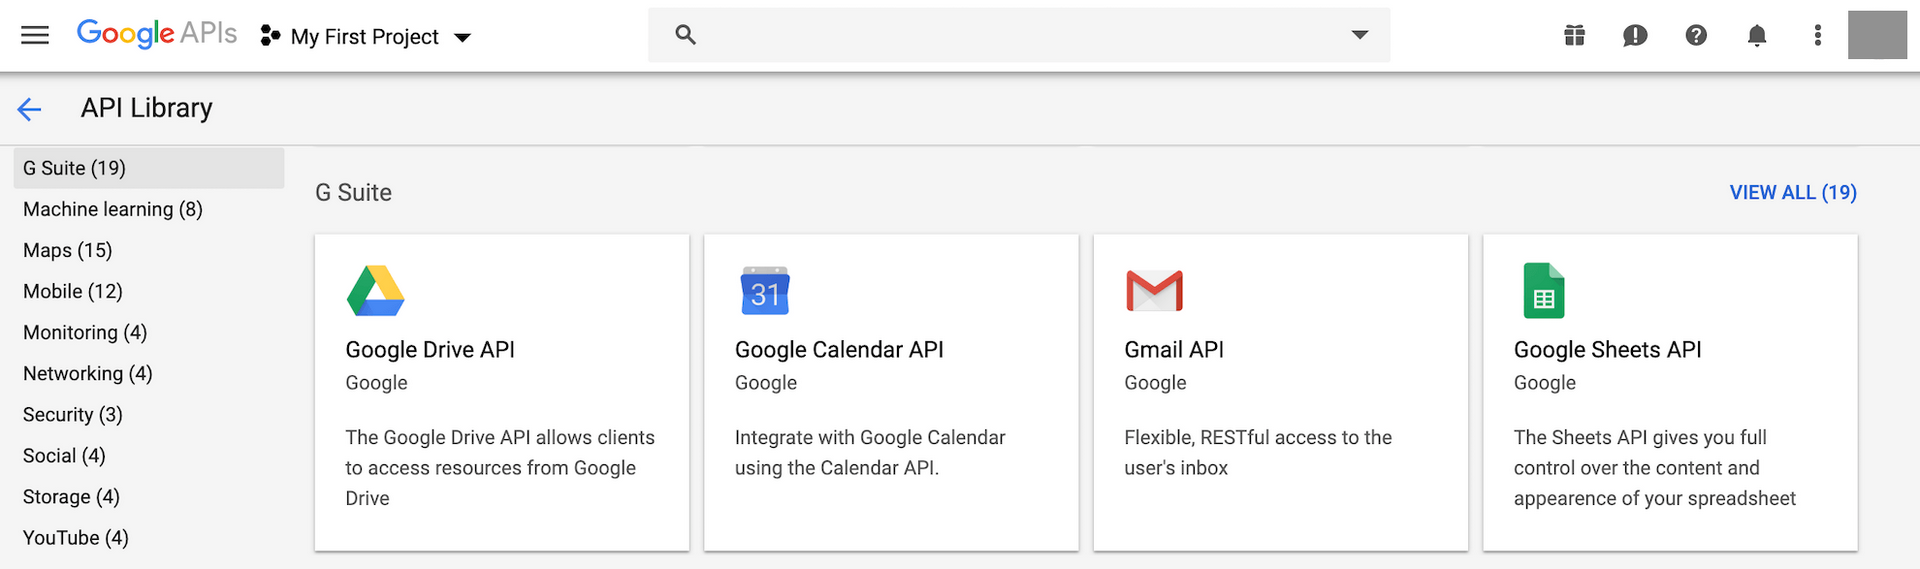 Google APIs My First Project
API Library
G Suite (19)
Machine learning (8)
Maps (15)
Mobile (12)
Monitoring (4)
Networking (4)
Security (3)
Social (4)
Storage (4)
YouTube (4)
G Suite
VIEW ALL (19)
31
Google Drive API
Google
The Google Drive API allows clients
to access resources from Google
Drive
Google Calendar API
Google
Integrate with Google Calendar
using the Calendar API.
Gmail API
Google
Flexible, RESTful access to the
user's inbox
Google Sheets API
Google
The Sheets API gives you full
control over the content and
appearence of your spreadsheet